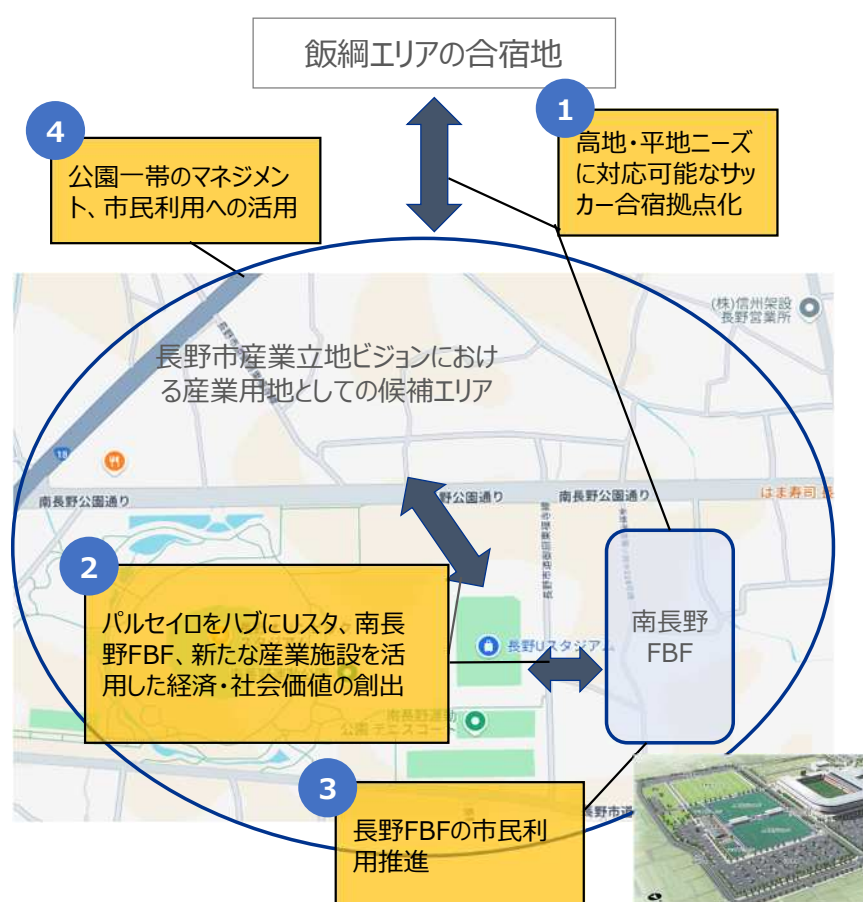 飯綱エリアの合宿地
1
高地・平地ニーズ
に対応可能なサッ
カー合宿拠点化
4
公園一帯のマネジメン
ト、市民利用への活用
(株)信州架設
長野営業所
長野市産業立地ビジョンにおけ
る産業用地としての候補エリア
18
南長野公園通り
野公園通り
南長野公園通り
はま寿司 長
2
パルセイロをハブにUスタ、南長
野FBF、新たな産業施設を活
用した経済・社会価値の創出
長野Uスタジアム
南長野
FBF
南長野運動
公園 テニスコート
3
長野FBFの市民利
用推進
長野市道